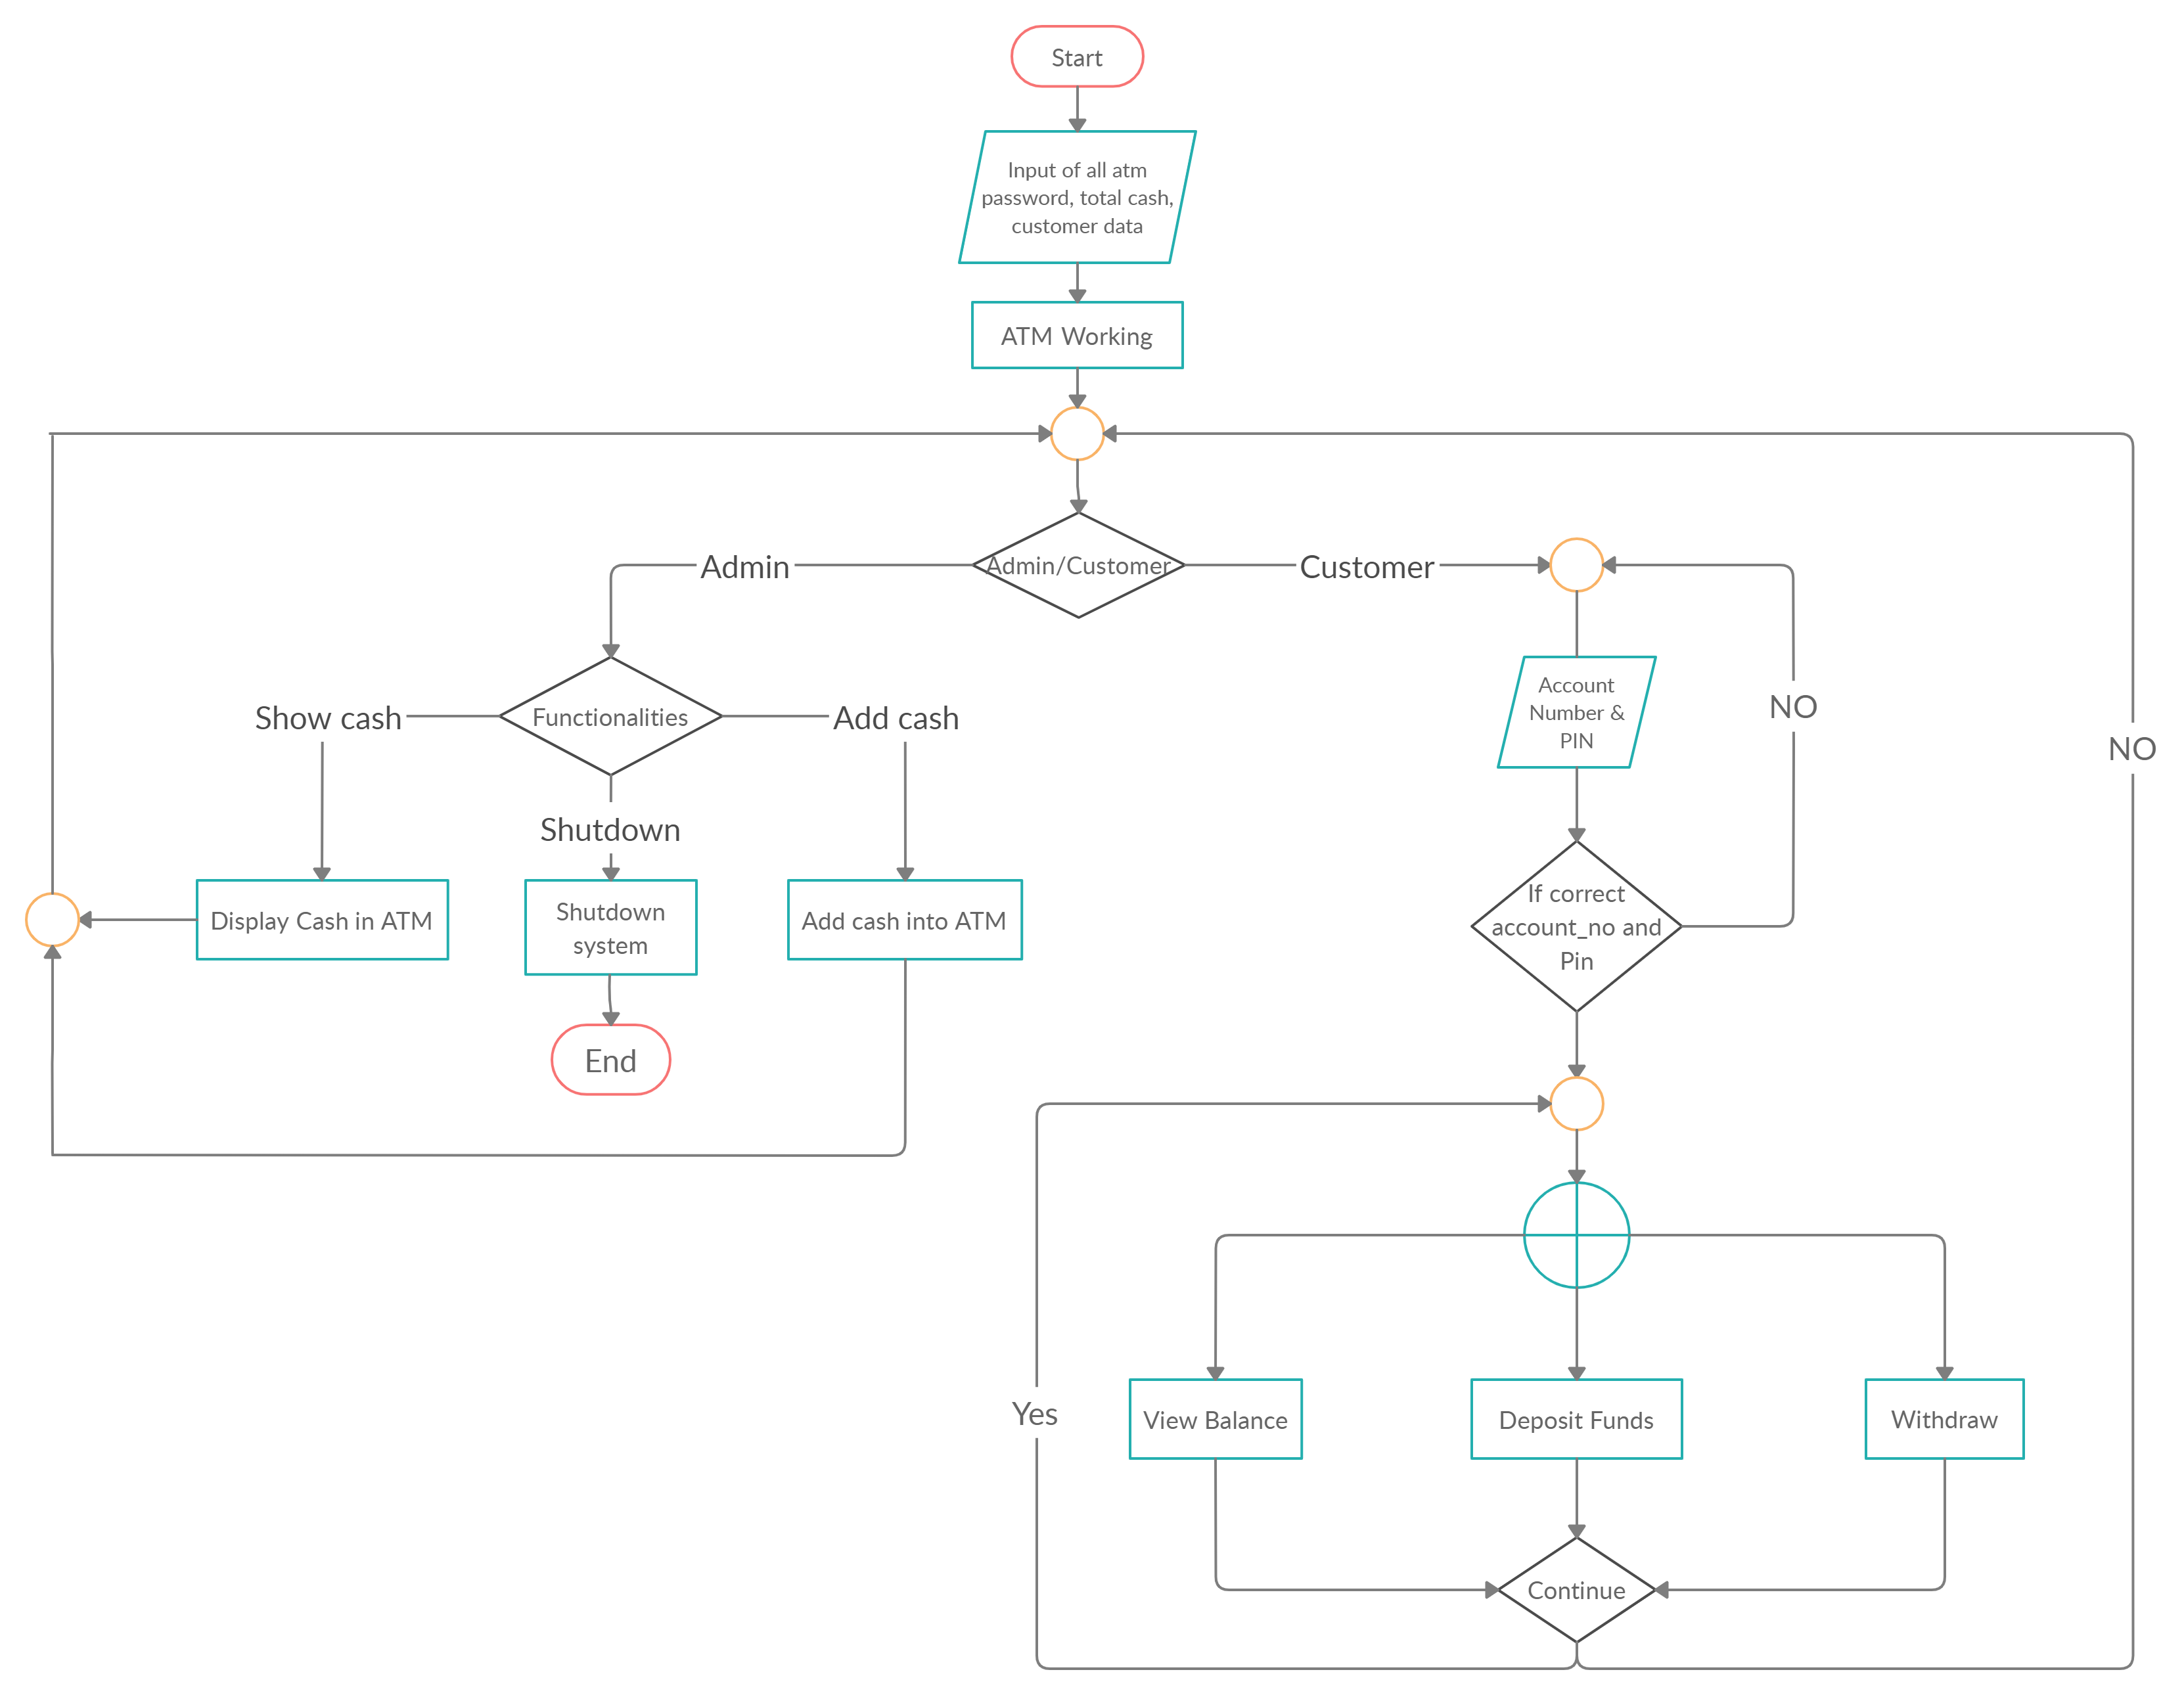 Start
Input of all atm
password, total cash,
customer data
ATM Working
Admin
Admin/Customer
Customer
Show cash
Functionalities
Add cash
Account
Number &
PIN
NO
NO
Shutdown
Display Cash in ATM
Shutdown
system
Add cash into ATM
If correct
account_no and
Pin
End
Yes
View Balance
Deposit Funds
Withdraw
Continue